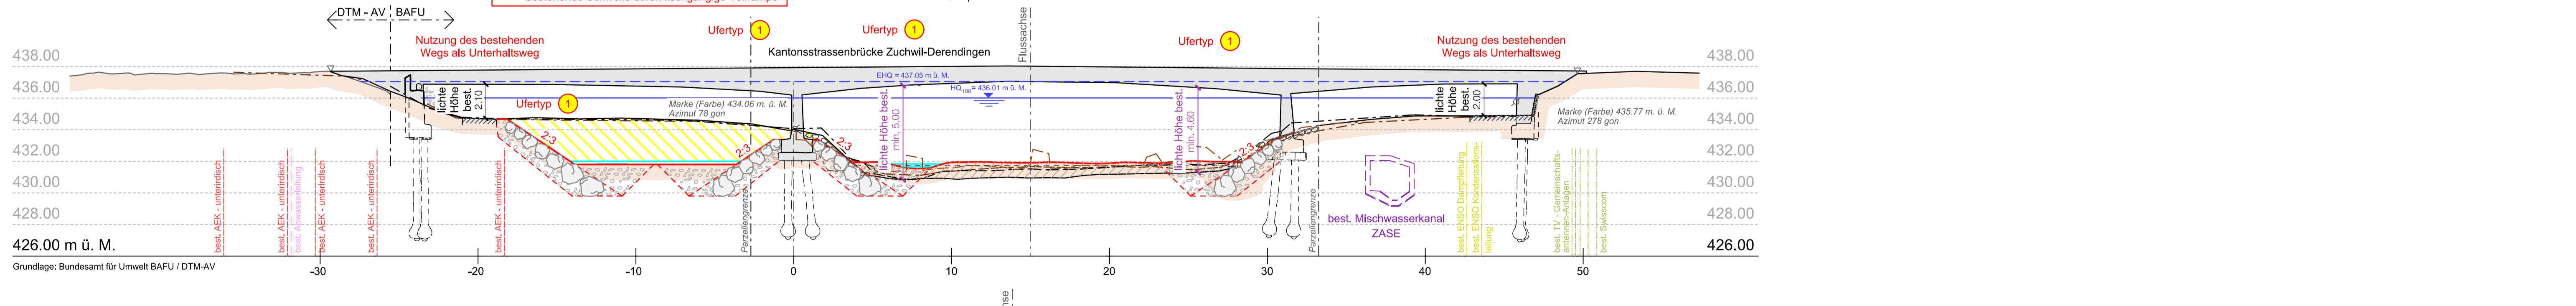 DTM - AV
BAFU
Nutzung des bestehenden
Wegs als Unterhaltsweg
Ufertyp 1
Ufertyp 1
Kantonsstrassenbrücke Zuchwil-Derendingen
Flussachse
Ufertyp 1
Nutzung des bestehenden
Wegs als Unterhaltsweg
438.00
438.00
EHQ = 437.05 m ü. M.
HQ100 = 436.01 m ü. M.
436.00
436.00
lichte
Höhe
best.
2.10
Ufertyp 1
Marke (Farbe) 434.06 m. ü. M.
Azimut 78 gon
lichte Höhe best.
min. 5.00
lichte Höhe best.
min. 4.60
lichte
Höhe
best.
2.00
Marke (Farbe) 435.77 m. ü. M.
Azimut 278 gon
434.00
434.00
2:3
2:3
2:3
2:3
432.00
432.00
430.00
430.00
428.00
428.00
best. AEK - unterirdisch
best. AEK - unterirdisch
best. Abwasserleitung
best. AEK - unterirdisch
best. AEK - unterirdisch
best. AEK - unterirdisch
Parzellengrenze
Parzellengrenze
best. Mischwasserkanal
ZASE
best. ENSO Dampfleitung
best. ENSO Kondensations-
leitung
best. TV - Gemeinschafts-
antennen-Anlagen
best. Swisscom
426.00 m ü. M.
426.00
Grundlage: Bundesamt für Umwelt BAFU / DTM-AV
-30
-20
-10
0
10
20
30
40
50